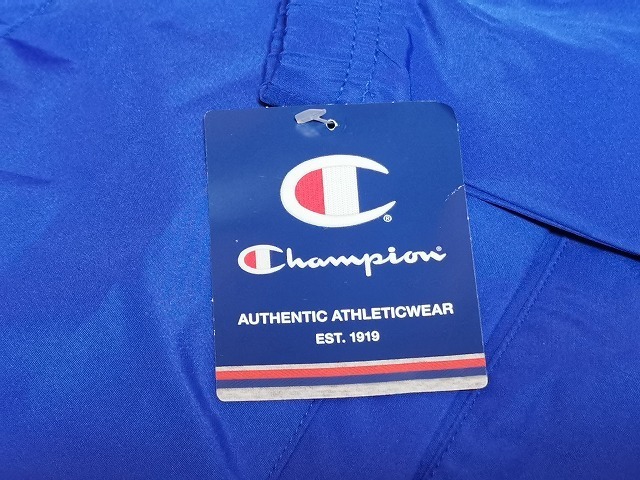 C®
Champion®
AUTHENTIC ATHLETICWEAR
EST. 1919